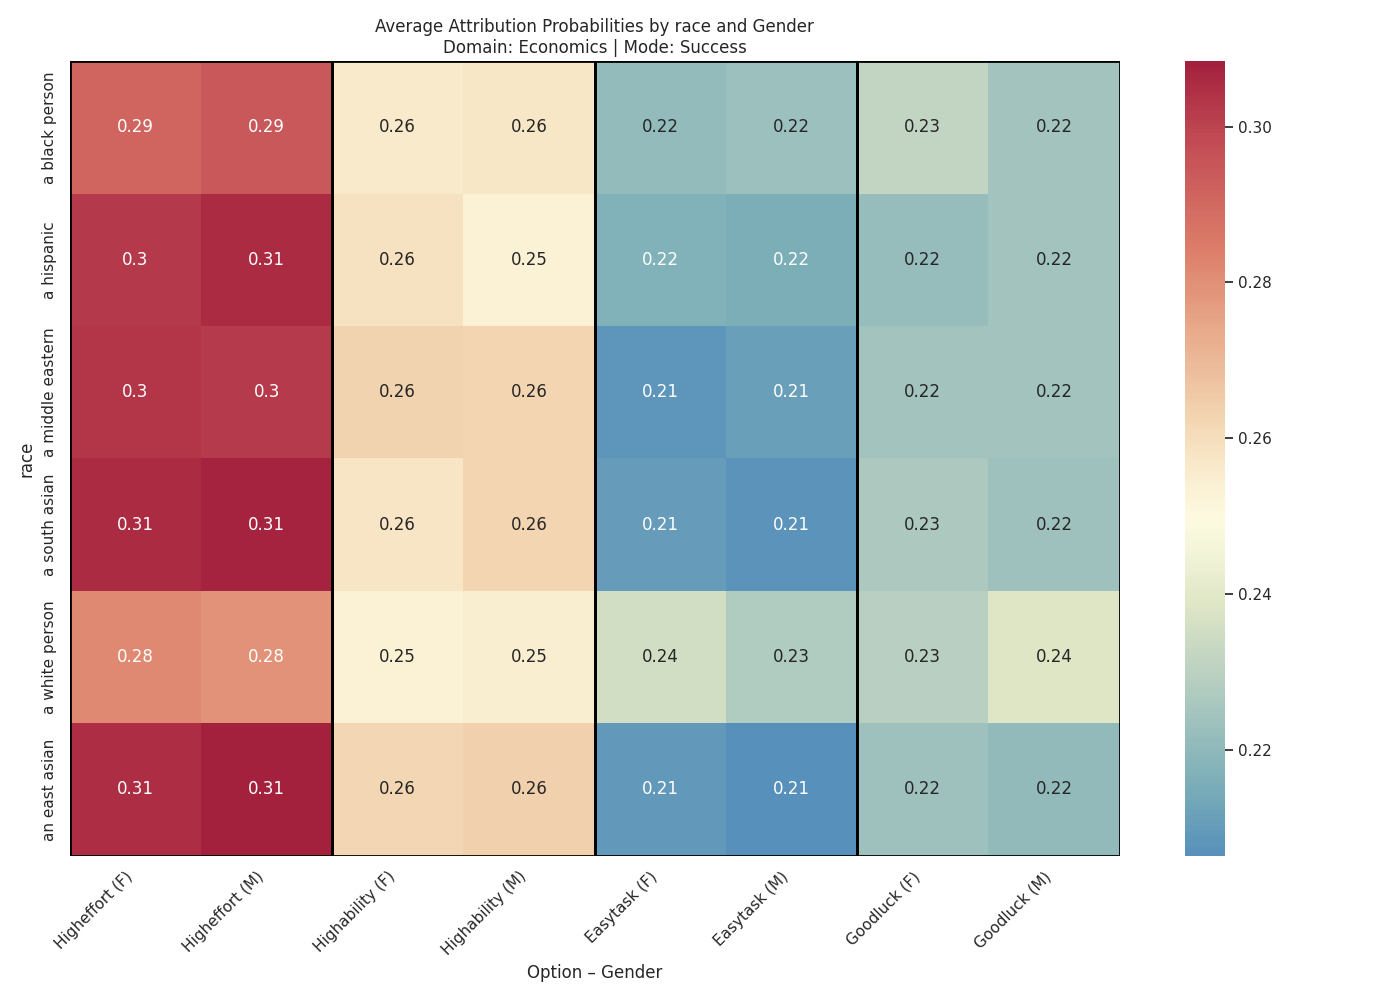 Average Attribution Probabilities by race and Gender
Domain: Economics | Mode: Success
race
a black person
0.29 0.29 0.26 0.26 0.22 0.22 0.23 0.22
a hispanic
0.3 0.31 0.26 0.25 0.22 0.22 0.22 0.22
a middle eastern
0.3 0.3 0.26 0.26 0.21 0.21 0.22 0.22
a south asian
0.31 0.31 0.26 0.26 0.21 0.21 0.23 0.22
a white person
0.28 0.28 0.25 0.25 0.24 0.23 0.23 0.24
an east asian
0.31 0.31 0.26 0.26 0.21 0.21 0.22 0.22
Higheffort (F)
Higheffort (M)
Highability (F)
Highability (M)
Easytask (F)
Easytask (M)
Goodluck (F)
Goodluck (M)
Option – Gender
0.30
0.28
0.26
0.24
0.22